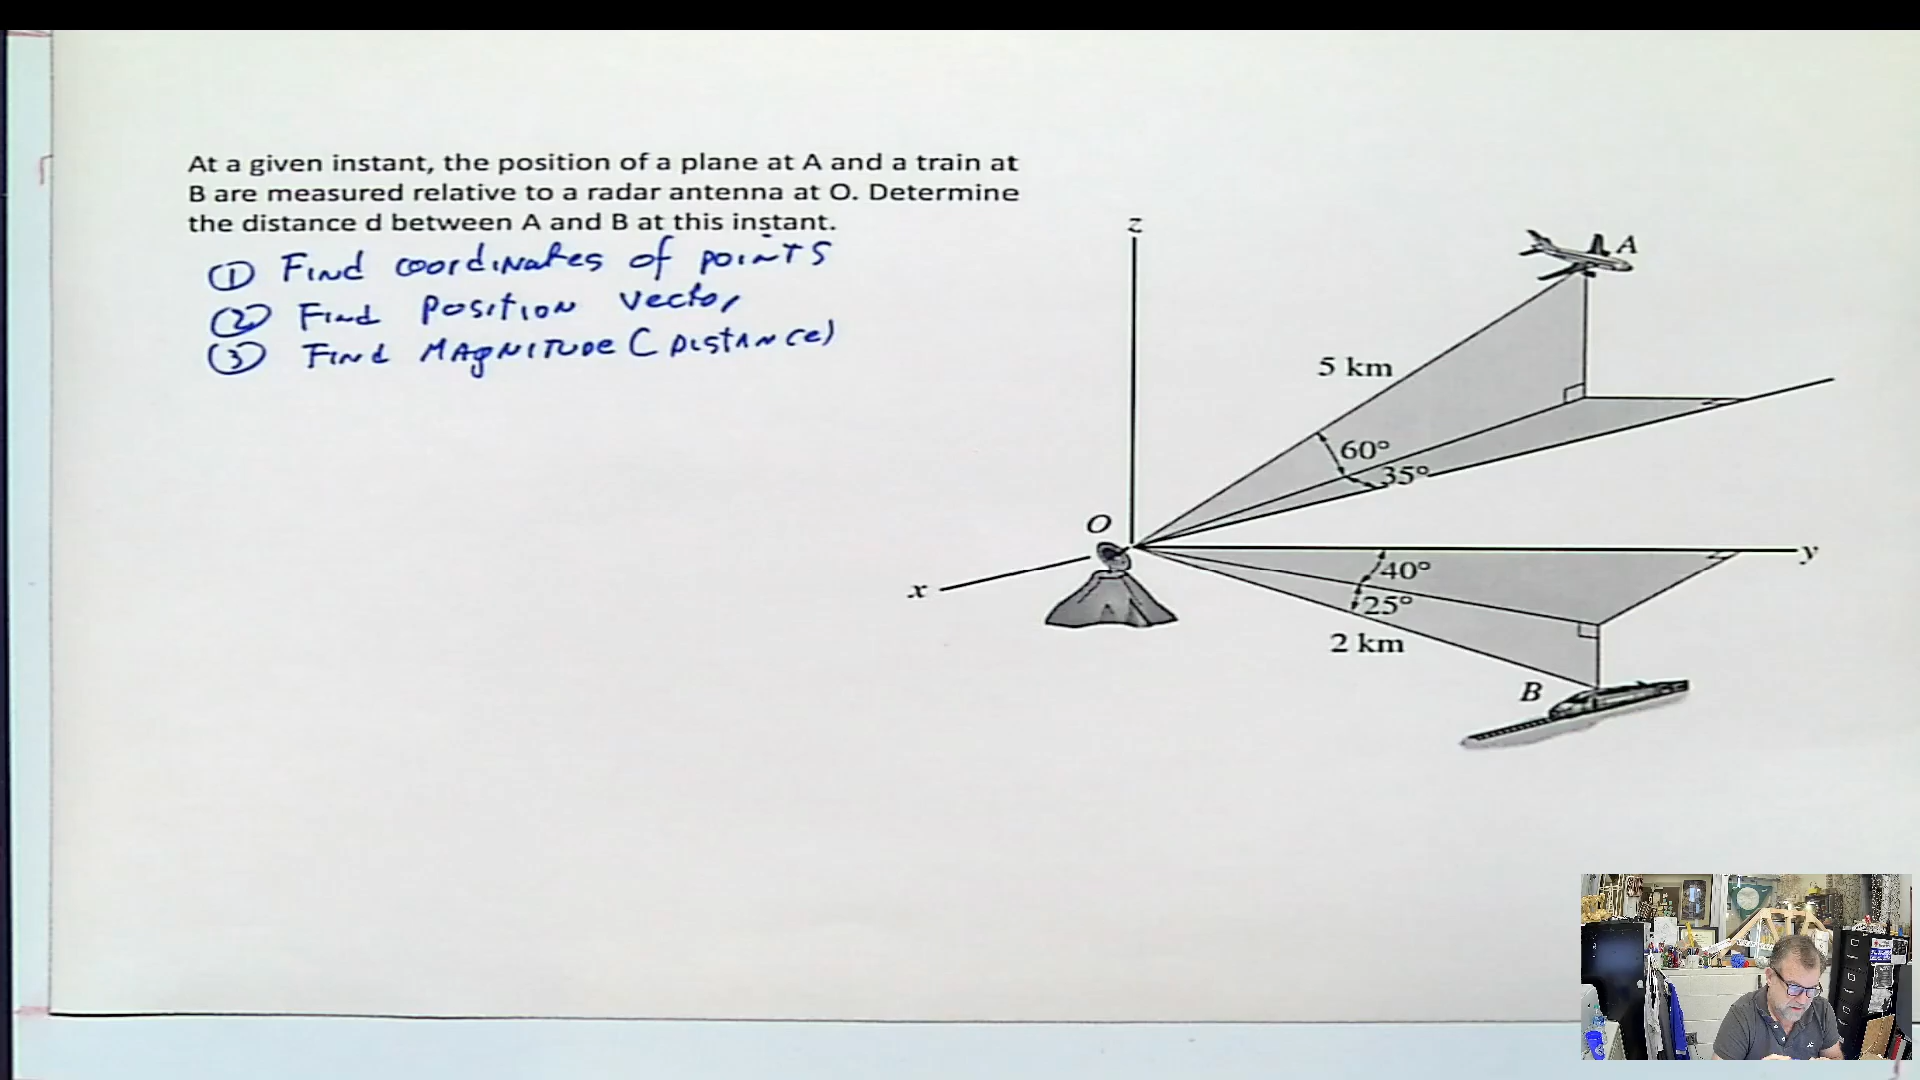 At a given instant, the position of a plane at A and a train at
B are measured relative to a radar antenna at O. Determine
the distance d between A and B at this instant.
① Find coordinates of points
② Find Position vector
③ Find MAGNITUDE (DISTANCE)
z
A
5 km
60°
35°
O
y
40°
x
25°
2 km
B